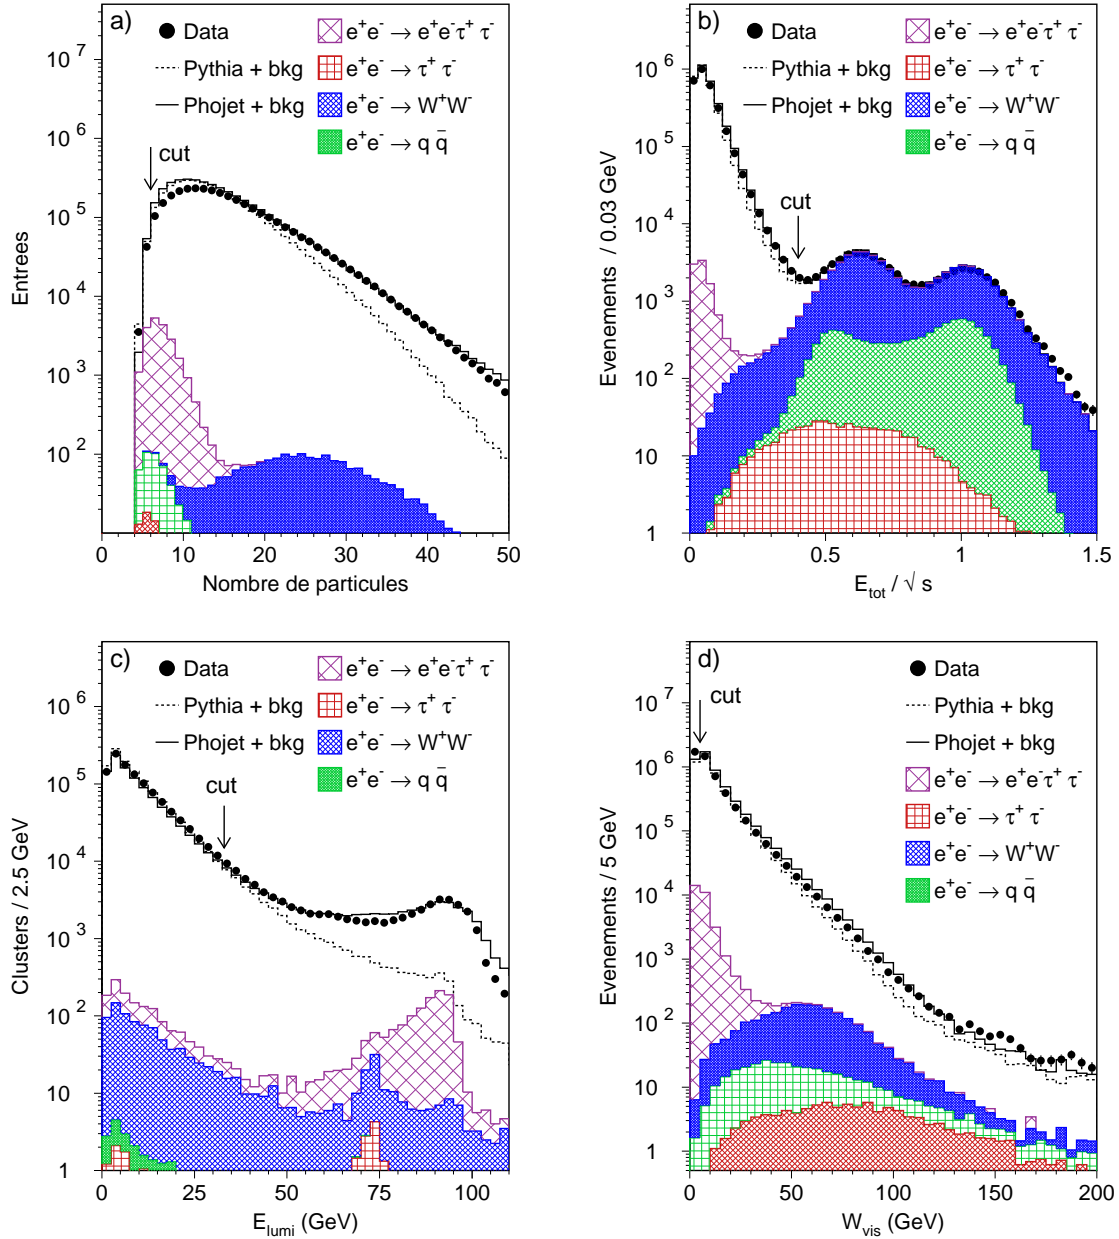 a)
Data
Pythia + bkg
Phojet + bkg
e⁺e⁻ → e⁺e⁻τ⁺ τ⁻
e⁺e⁻ → τ⁺ τ⁻
e⁺e⁻ → W⁺W⁻
e⁺e⁻ → q q̄
cut
Entrees
10⁷
10⁶
10⁵
10⁴
10³
10²
0 10 20 30 40 50
Nombre de particules
b)
Data
Pythia + bkg
Phojet + bkg
e⁺e⁻ → e⁺e⁻τ⁺ τ⁻
e⁺e⁻ → τ⁺ τ⁻
e⁺e⁻ → W⁺W⁻
e⁺e⁻ → q q̄
cut
Evenements / 0.03 GeV
10⁶
10⁵
10⁴
10³
10²
10
1
0 0.5 1 1.5
E_tot / √ s
c)
Data
Pythia + bkg
Phojet + bkg
e⁺e⁻ → e⁺e⁻τ⁺ τ⁻
e⁺e⁻ → τ⁺ τ⁻
e⁺e⁻ → W⁺W⁻
e⁺e⁻ → q q̄
cut
Clusters / 2.5 GeV
10⁶
10⁵
10⁴
10³
10²
10
1
0 25 50 75 100
E_lumi (GeV)
d)
Data
Pythia + bkg
Phojet + bkg
e⁺e⁻ → e⁺e⁻τ⁺ τ⁻
e⁺e⁻ → τ⁺ τ⁻
e⁺e⁻ → W⁺W⁻
e⁺e⁻ → q q̄
cut
Evenements / 5 GeV
10⁷
10⁶
10⁵
10⁴
10³
10²
10
1
0 50 100 150 200
W_vis (GeV)